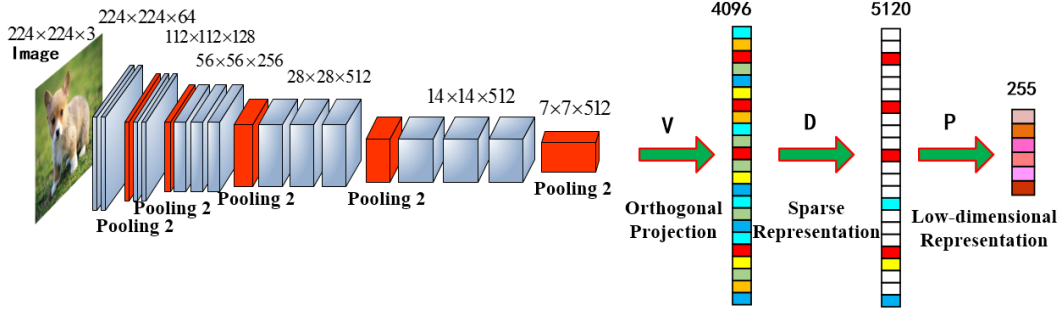 224×224×3
Image
224×224×64
112×112×128
56×56×256
28×28×512
14×14×512
7×7×512
Pooling 2
Pooling 2
Pooling 2
Pooling 2
Pooling 2
V
Orthogonal
Projection
4096
D
Sparse
Representation
5120
P
Low-dimensional
Representation
255